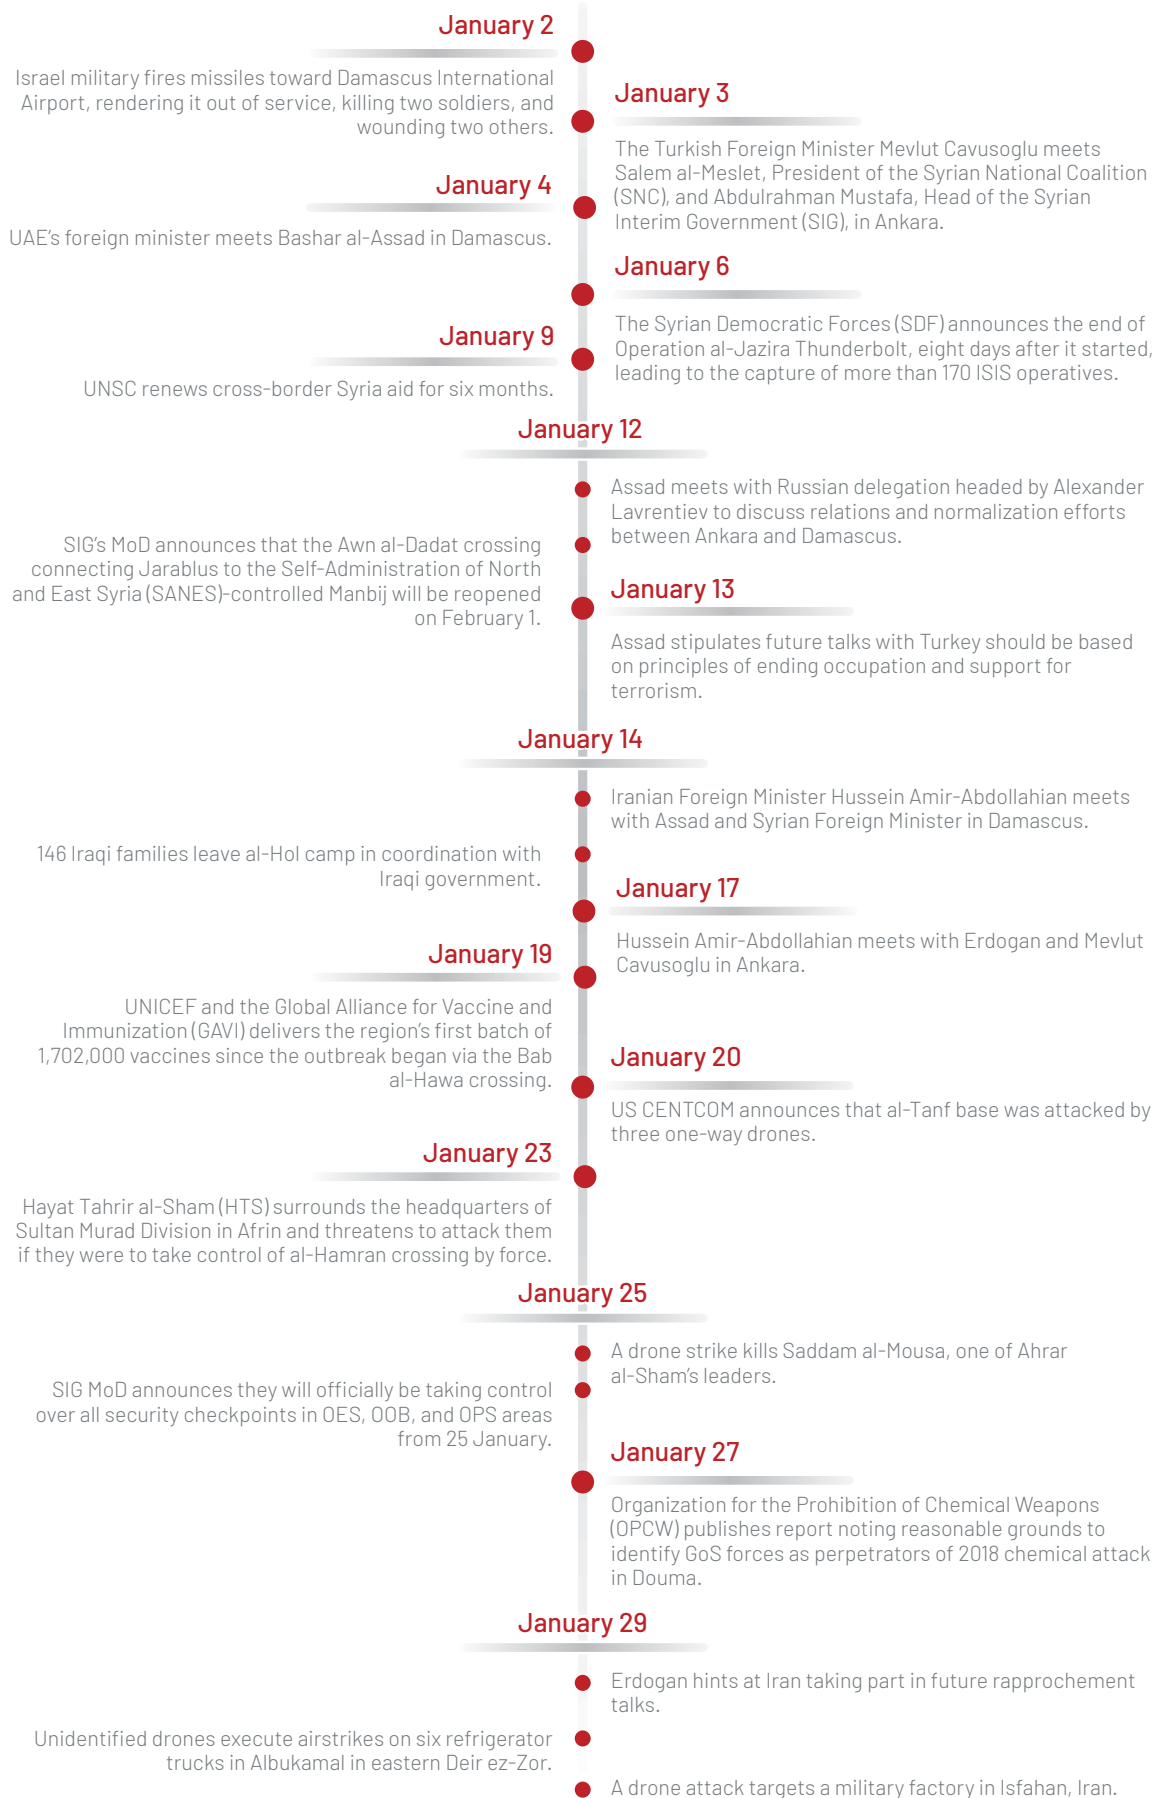 January 2
Israel military fires missiles toward Damascus International
Airport, rendering it out of service, killing two soldiers, and
wounding two others.
January 3
The Turkish Foreign Minister Mevlut Cavusoglu meets
Salem al-Meslet, President of the Syrian National Coalition
(SNC), and Abdulrahman Mustafa, Head of the Syrian
Interim Government (SIG), in Ankara.
January 4
UAE's foreign minister meets Bashar al-Assad in Damascus.
January 6
The Syrian Democratic Forces (SDF) announces the end of
Operation al-Jazira Thunderbolt, eight days after it started,
leading to the capture of more than 170 ISIS operatives.
January 9
UNSC renews cross-border Syria aid for six months.
January 12
Assad meets with Russian delegation headed by Alexander
Lavrentiev to discuss relations and normalization efforts
between Ankara and Damascus.
SIG's MoD announces that the Awn al-Dadat crossing
connecting Jarablus to the Self-Administration of North
and East Syria (SANES)-controlled Manbij will be reopened
on February 1.
January 13
Assad stipulates future talks with Turkey should be based
on principles of ending occupation and support for
terrorism.
January 14
Iranian Foreign Minister Hussein Amir-Abdollahian meets
with Assad and Syrian Foreign Minister in Damascus.
146 Iraqi families leave al-Hol camp in coordination with
Iraqi government.
January 17
Hussein Amir-Abdollahian meets with Erdogan and Mevlut
Cavusoglu in Ankara.
January 19
UNICEF and the Global Alliance for Vaccine and
Immunization (GAVI) delivers the region's first batch of
1,702,000 vaccines since the outbreak began via the Bab
al-Hawa crossing.
January 20
US CENTCOM announces that al-Tanf base was attacked by
three one-way drones.
January 23
Hayat Tahrir al-Sham (HTS) surrounds the headquarters of
Sultan Murad Division in Afrin and threatens to attack them
if they were to take control of al-Hamran crossing by force.
January 25
A drone strike kills Saddam al-Mousa, one of Ahrar
al-Sham's leaders.
SIG MoD announces they will officially be taking control
over all security checkpoints in OES, OOB, and OPS areas
from 25 January.
January 27
Organization for the Prohibition of Chemical Weapons
(OPCW) publishes report noting reasonable grounds to
identify GoS forces as perpetrators of 2018 chemical attack
in Douma.
January 29
Erdogan hints at Iran taking part in future rapprochement
talks.
Unidentified drones execute airstrikes on six refrigerator
trucks in Albukamal in eastern Deir ez-Zor.
A drone attack targets a military factory in Isfahan, Iran.